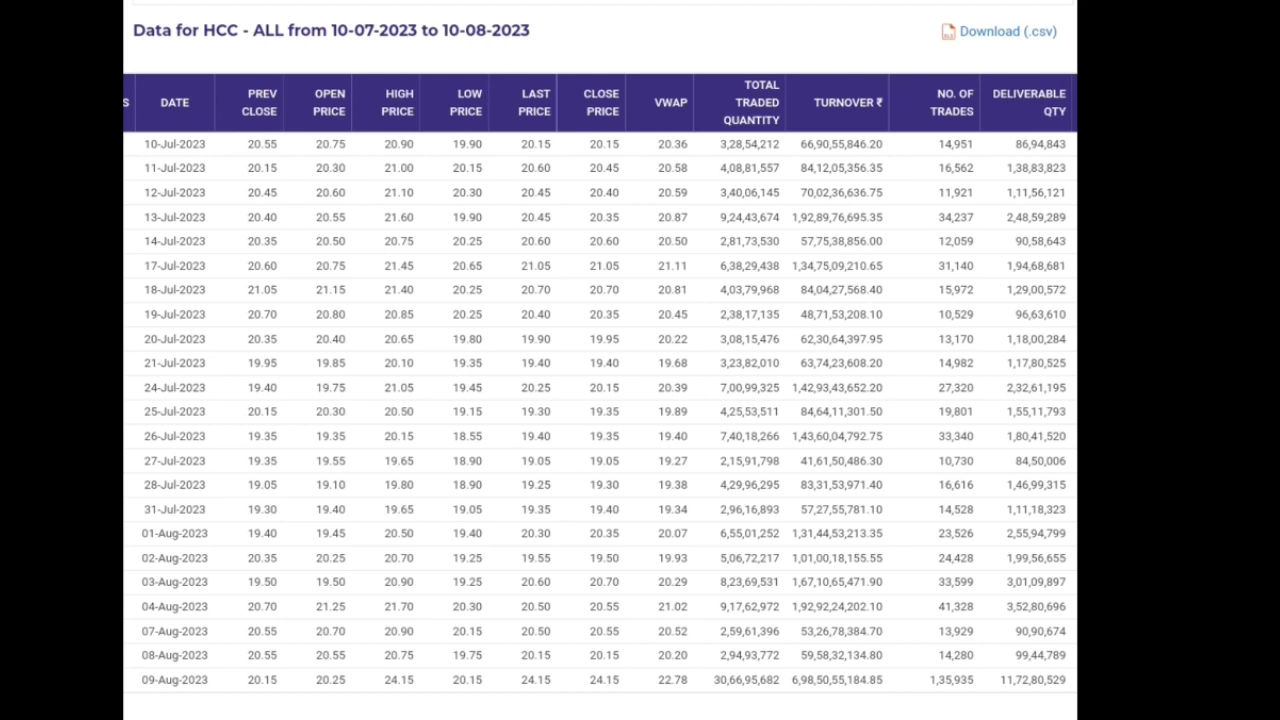 Data for HCC - ALL from 10-07-2023 to 10-08-2023
Download (.csv)
S DATE PREV CLOSE OPEN PRICE HIGH PRICE LOW PRICE LAST PRICE CLOSE PRICE VWAP TOTAL TRADED QUANTITY TURNOVER ₹ NO. OF TRADES DELIVERABLE QTY
10-Jul-2023 20.55 20.75 20.90 19.90 20.15 20.15 20.36 3,28,54,212 66,90,55,846.20 14,951 86,94,843
11-Jul-2023 20.15 20.30 21.00 20.15 20.60 20.45 20.58 4,08,81,557 84,12,05,356.35 16,562 1,38,83,823
12-Jul-2023 20.45 20.60 21.10 20.30 20.45 20.40 20.59 3,40,06,145 70,02,36,636.75 11,921 1,11,56,121
13-Jul-2023 20.40 20.55 21.60 19.90 20.45 20.35 20.87 9,24,43,674 1,92,89,76,695.35 34,237 2,48,59,289
14-Jul-2023 20.35 20.50 20.75 20.25 20.60 20.60 20.50 2,81,73,530 57,75,38,856.00 12,059 90,58,643
17-Jul-2023 20.60 20.75 21.45 20.65 21.05 21.05 21.11 6,38,29,438 1,34,75,09,210.65 31,140 1,94,68,681
18-Jul-2023 21.05 21.15 21.40 20.25 20.70 20.70 20.81 4,03,79,968 84,04,27,568.40 15,972 1,29,00,572
19-Jul-2023 20.70 20.80 20.85 20.25 20.40 20.35 20.45 2,38,17,135 48,71,53,208.10 10,529 96,63,610
20-Jul-2023 20.35 20.40 20.65 19.80 19.90 19.95 20.22 3,08,15,476 62,30,64,397.95 13,170 1,18,00,284
21-Jul-2023 19.95 19.85 20.10 19.35 19.40 19.40 19.68 3,23,82,010 63,74,23,608.20 14,982 1,17,80,525
24-Jul-2023 19.40 19.75 21.05 19.45 20.25 20.15 20.39 7,00,99,325 1,42,93,43,652.20 27,320 2,32,61,195
25-Jul-2023 20.15 20.30 20.50 19.15 19.30 19.35 19.89 4,25,53,511 84,64,11,301.50 19,801 1,55,11,793
26-Jul-2023 19.35 19.35 20.15 18.55 19.40 19.35 19.40 7,40,18,266 1,43,60,04,792.75 33,340 1,80,41,520
27-Jul-2023 19.35 19.55 19.65 18.90 19.05 19.05 19.27 2,15,91,798 41,61,50,486.30 10,730 84,50,006
28-Jul-2023 19.05 19.10 19.80 18.90 19.25 19.30 19.38 4,29,96,295 83,31,53,971.40 16,616 1,46,99,315
31-Jul-2023 19.30 19.40 19.65 19.05 19.35 19.40 19.34 2,96,16,893 57,27,55,781.10 14,528 1,11,18,323
01-Aug-2023 19.40 19.45 20.50 19.40 20.30 20.35 20.07 6,55,01,252 1,31,44,53,213.35 23,526 2,55,94,799
02-Aug-2023 20.35 20.25 20.70 19.25 19.55 19.50 19.93 5,06,72,217 1,01,00,18,155.55 24,428 1,99,56,655
03-Aug-2023 19.50 19.50 20.90 19.25 20.60 20.70 20.29 8,23,69,531 1,67,10,65,471.90 33,599 3,01,09,897
04-Aug-2023 20.70 21.25 21.70 20.30 20.50 20.55 21.02 9,17,62,972 1,92,92,24,202.10 41,328 3,52,80,696
07-Aug-2023 20.55 20.70 20.90 20.15 20.50 20.55 20.52 2,59,61,396 53,26,78,384.70 13,929 90,90,674
08-Aug-2023 20.55 20.55 20.75 19.75 20.15 20.15 20.20 2,94,93,772 59,58,32,134.80 14,280 99,44,789
09-Aug-2023 20.15 20.25 24.15 20.15 24.15 24.15 22.78 30,66,95,682 6,98,50,55,184.85 1,35,935 11,72,80,529